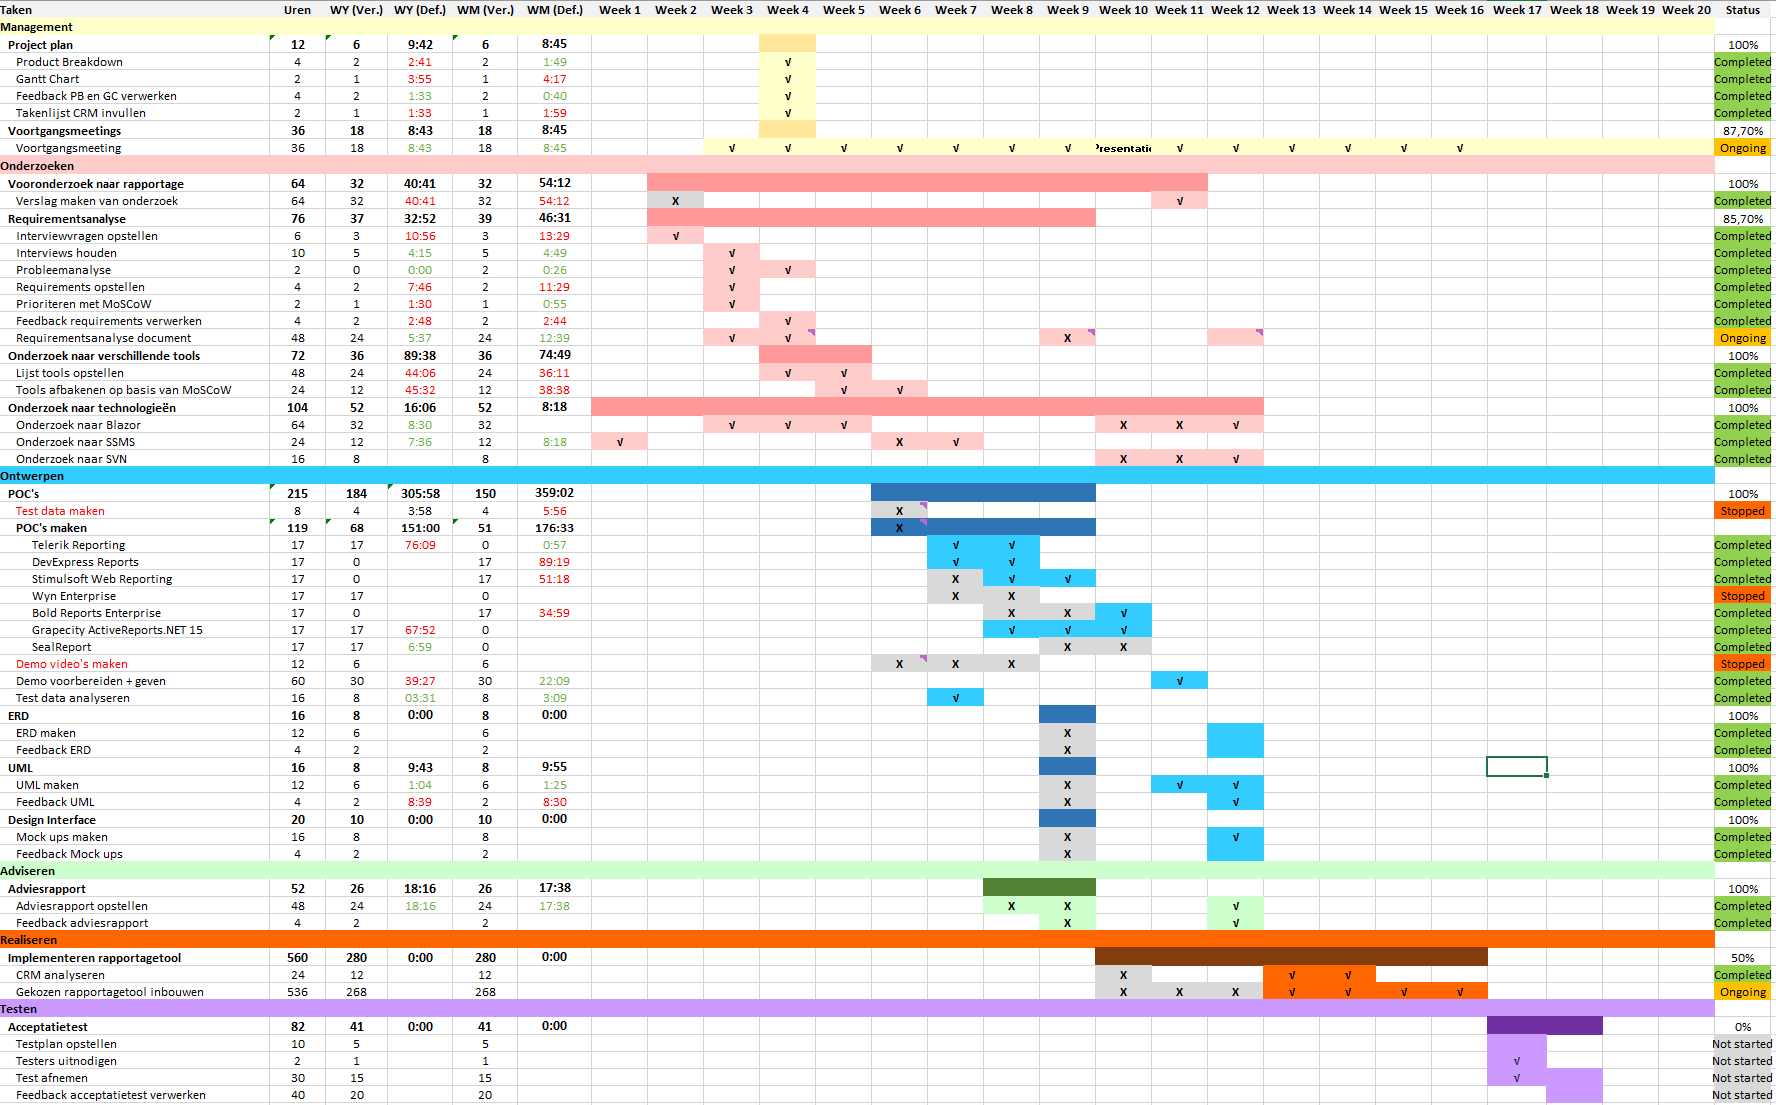 Taken Uren WY (Ver.) WY (Def.) WM (Ver.) WM (Def.) Week 1 Week 2 Week 3 Week 4 Week 5 Week 6 Week 7 Week 8 Week 9 Week 10 Week 11 Week 12 Week 13 Week 14 Week 15 Week 16 Week 17 Week 18 Week 19 Week 20 Status
Management
Project plan 12 6 9:42 6 8:45 100%
Product Breakdown 4 2 2:41 2 1:49 √ Completed
Gantt Chart 2 1 3:55 1 4:17 √ Completed
Feedback PB en GC verwerken 4 2 1:33 2 0:40 √ Completed
Takenlijst CRM invullen 2 1 1:33 1 1:59 √ Completed
Voortgangsmeetings 36 18 8:43 18 8:45 87,70%
Voortgangsmeeting 36 18 8:43 18 8:45 √ √ √ √ √ √ √ √ √ √ √ √ √ Ongoing
Onderzoeken
Vooronderzoek naar rapportage 64 32 40:41 32 54:12 100%
Verslag maken van onderzoek 64 32 40:41 32 54:12 X √ Completed
Requirementsanalyse 76 37 32:52 39 46:31 85,70%
Interviewvragen opstellen 6 3 10:56 3 13:29 √ Completed
Interviews houden 10 5 4:15 5 4:49 √ Completed
Probleemanalyse 2 0 0:00 2 0:26 √ √ Completed
Requirements opstellen 4 2 7:46 2 11:29 √ Completed
Prioriteren met MoSCoW 2 1 1:30 1 0:55 √ Completed
Feedback requirements verwerken 4 2 2:48 2 2:44 √ Completed
Requirementsanalyse document 48 24 5:37 24 12:39 √ √ X Ongoing
Onderzoek naar verschillende tools 72 36 89:38 36 74:49 100%
Lijst tools opstellen 48 24 44:06 24 36:11 √ √ Completed
Tools afbakenen op basis van MoSCoW 24 12 45:32 12 38:38 √ √ Completed
Onderzoek naar technologieën 104 52 16:06 52 8:18 100%
Onderzoek naar Blazor 64 32 8:30 32 √ √ √ X X √ Completed
Onderzoek naar SSMS 24 12 7:36 12 8:18 √ X √ Completed
Onderzoek naar SVN 16 8 8 X X √ Completed
Ontwerpen
POC's 215 184 305:58 150 359:02 100%
Test data maken 8 4 3:58 4 5:56 X Stopped
POC's maken 119 68 151:00 51 176:33 X
Telerik Reporting 17 17 76:09 0 0:57 √ √ Completed
DevExpress Reports 17 0 17 89:19 √ √ Completed
Stimulsoft Web Reporting 17 0 17 51:18 X √ √ Completed
Wyn Enterprise 17 17 0 X X Stopped
Bold Reports Enterprise 17 0 17 34:59 X X √ Completed
Grapecity ActiveReports.NET 15 17 17 67:52 0 √ √ √ Completed
SealReport 17 17 6:59 0 X X Completed
Demo video's maken 12 6 6 X X X Stopped
Demo voorbereiden + geven 60 30 39:27 30 22:09 √ Completed
Test data analyseren 16 8 03:31 8 3:09 √ Completed
ERD 16 8 0:00 8 0:00 100%
ERD maken 12 6 6 X Completed
Feedback ERD 4 2 2 X Completed
UML 16 8 9:43 8 9:55 100%
UML maken 12 6 1:04 6 1:25 X √ √ Completed
Feedback UML 4 2 8:39 2 8:30 X √ Completed
Design Interface 20 10 0:00 10 0:00 100%
Mock ups maken 16 8 8 X √ Completed
Feedback Mock ups 4 2 2 X Completed
Adviseren
Adviesrapport 52 26 18:16 26 17:38 100%
Adviesrapport opstellen 48 24 18:16 24 17:38 X X √ Completed
Feedback adviesrapport 4 2 2 X √ Completed
Realiseren
Implementeren rapportagetool 560 280 0:00 280 0:00 50%
CRM analyseren 24 12 12 X √ √ Completed
Gekozen rapportagetool inbouwen 536 268 268 X X X √ √ √ √ Ongoing
Testen
Acceptatietest 82 41 0:00 41 0:00 0%
Testplan opstellen 10 5 5 Not started
Testers uitnodigen 2 1 1 √ Not started
Test afnemen 30 15 15 √ Not started
Feedback acceptatietest verwerken 40 20 20 Not started